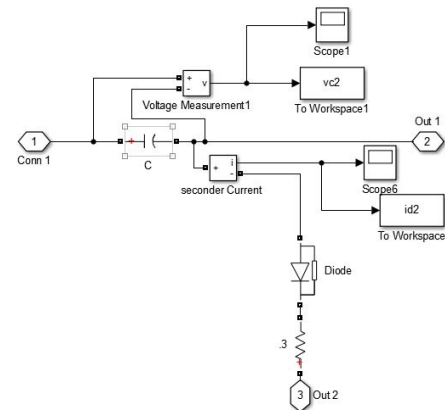 Scope1
+
-
v
vc2
Voltage Measurement1
To Workspace1
Out 1
1
+
2
Conn 1
C
+
i
-
seconder Current
Scope6
id2
To Workspace
Diode
.3
+
3
Out 2